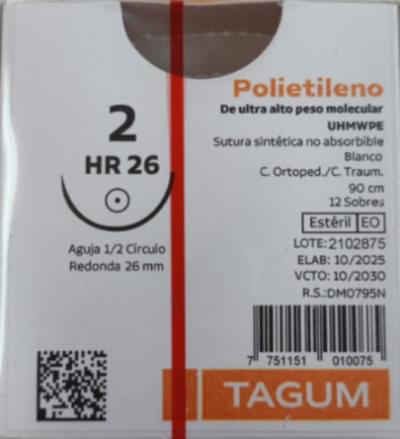 2
HR 26
Aguja 1/2 Círculo
Redonda 26 mm
Polietileno
De ultra alto peso molecular
UHMWPE
Sutura sintética no absorbible
Blanco
C. Ortoped./C. Traum.
90 cm
12 Sobres
Estéril EO
LOTE: 2102875
ELAB: 10/2025
VCTO: 10/2030
R.S.:DM0795N
7 751151 010075
TAGUM